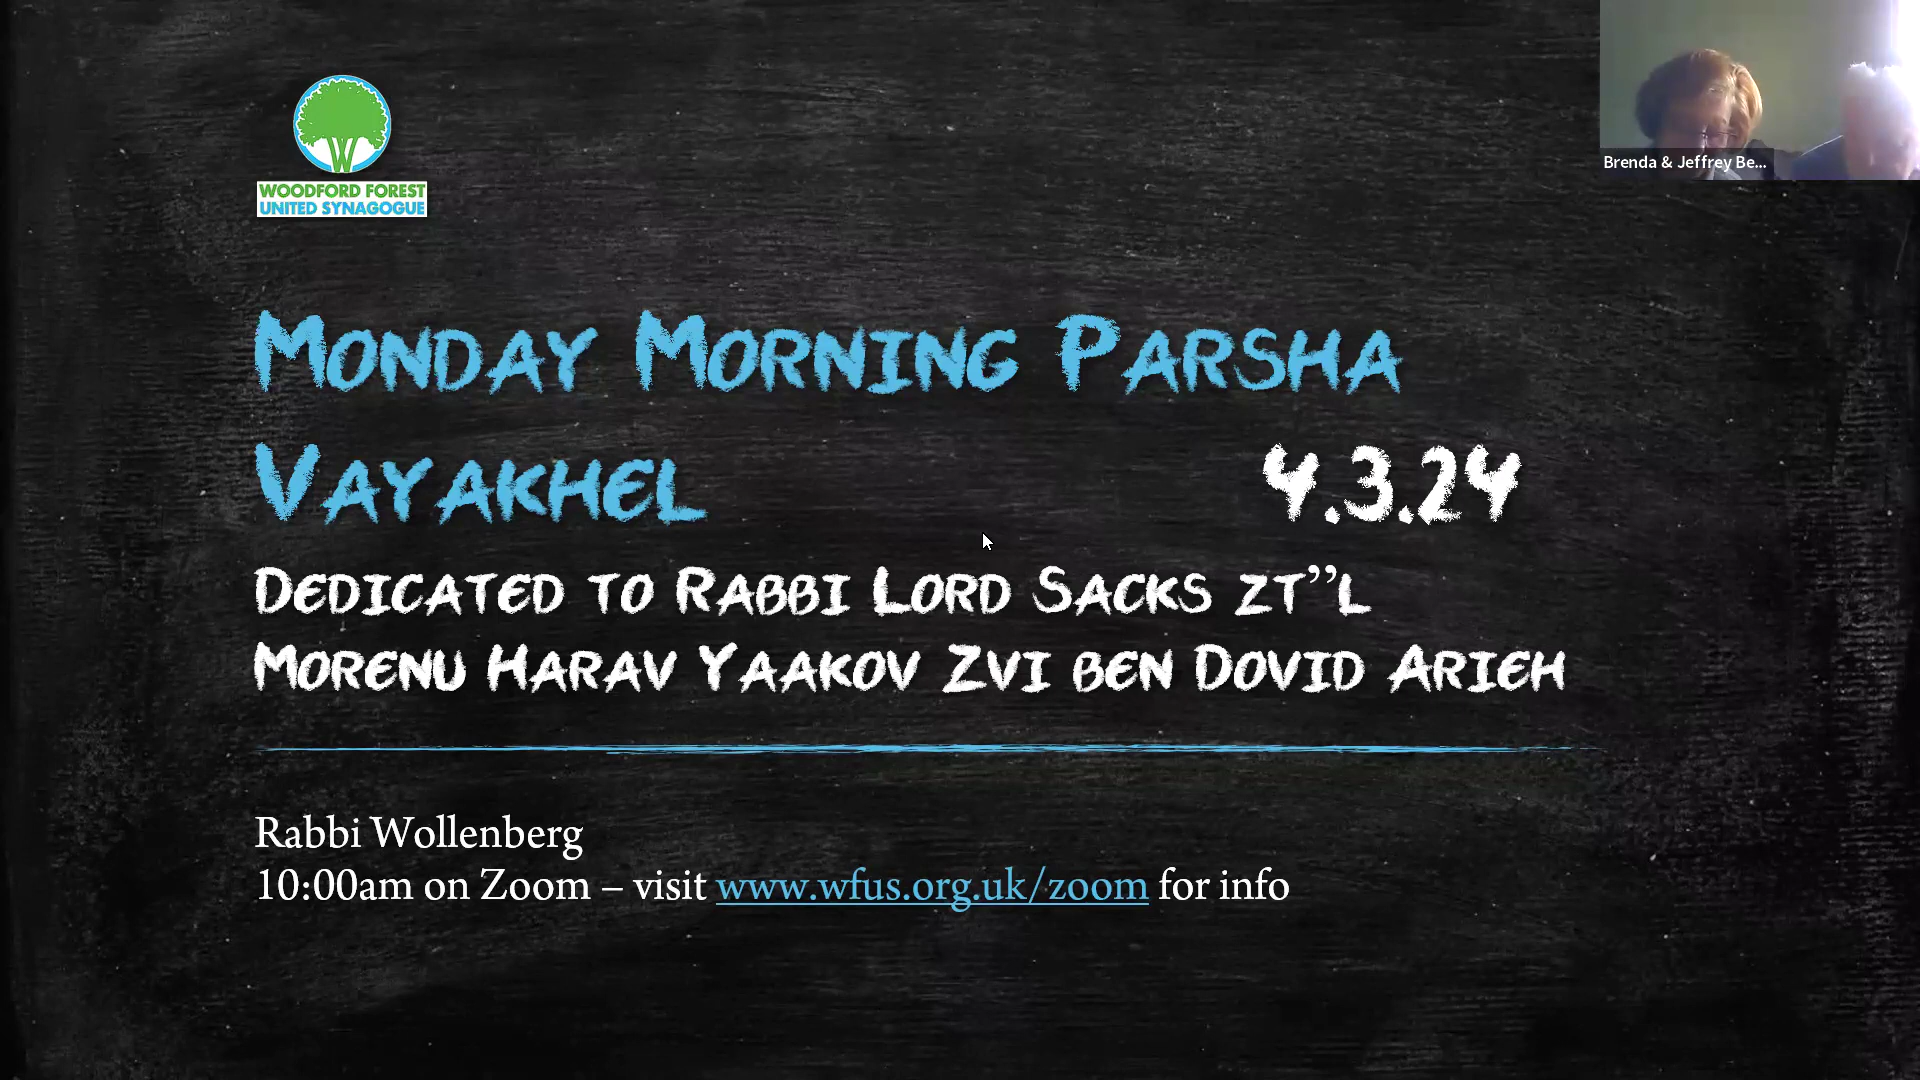 WOODFORD FOREST
UNITED SYNAGOGUE
Brenda & Jeffrey Be...
Monday Morning Parsha
Vayakhel 4.3.24
Dedicated to Rabbi Lord Sacks zt”l
Morenu Harav Yaakov Zvi ben Dovid Arieh
Rabbi Wollenberg
10:00am on Zoom – visit www.wfus.org.uk/zoom for info